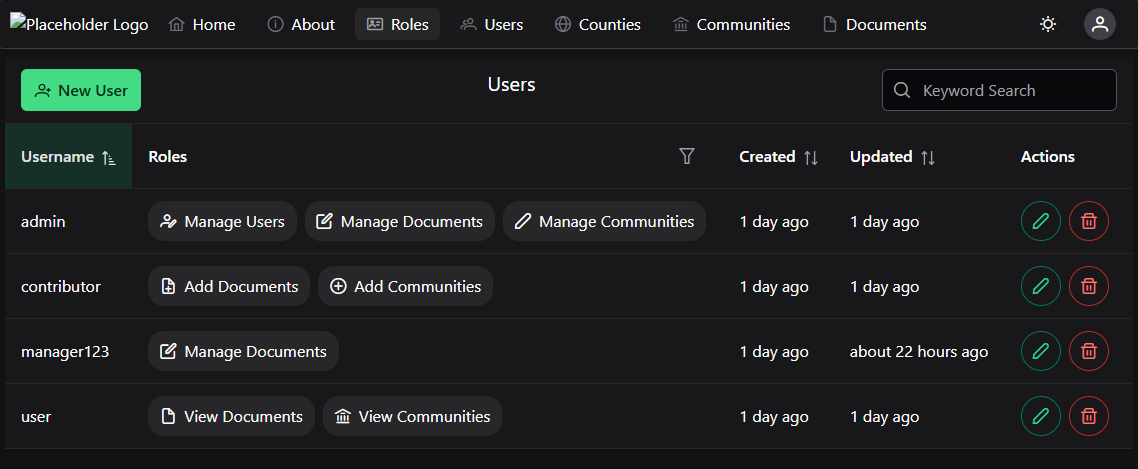 Placeholder Logo Home About Roles Users Counties Communities Documents
New User Users Keyword Search
Username Roles Created Updated Actions
admin Manage Users Manage Documents Manage Communities 1 day ago 1 day ago
contributor Add Documents Add Communities 1 day ago 1 day ago
manager123 Manage Documents 1 day ago about 22 hours ago
user View Documents View Communities 1 day ago 1 day ago